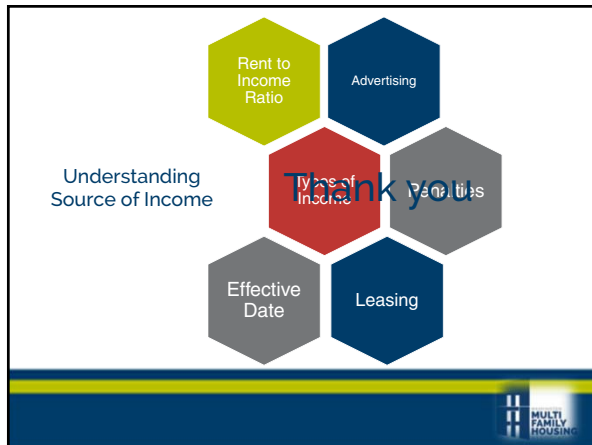 Rent to
Income
Ratio
Advertising
Understanding
Source of Income
Types of
Income
Thank you
Penalties
Effective
Date
Leasing
MULTI
FAMILY
HOUSING